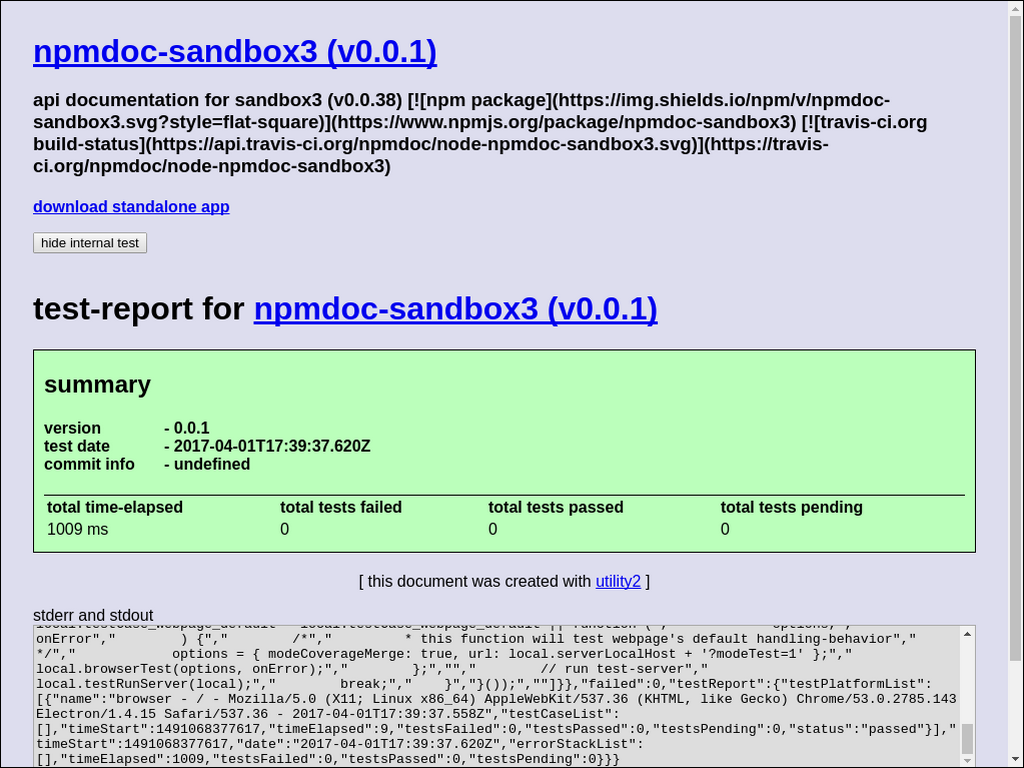 npmdoc-sandbox3 (v0.0.1)
api documentation for sandbox3 (v0.0.38) [![npm package](https://img.shields.io/npm/v/npmdoc-
sandbox3.svg?style=flat-square)](https://www.npmjs.org/package/npmdoc-sandbox3) [![travis-ci.org
build-status](https://api.travis-ci.org/npmdoc/node-npmdoc-sandbox3.svg)](https://travis-
ci.org/npmdoc/node-npmdoc-sandbox3)
download standalone app
hide internal test
test-report for npmdoc-sandbox3 (v0.0.1)
summary
version - 0.0.1
test date - 2017-04-01T17:39:37.620Z
commit info - undefined
total time-elapsed total tests failed total tests passed total tests pending
1009 ms 0 0 0
[ this document was created with utility2 ]
stderr and stdout
local.testCase_webpage_default = local.testCase_webpage_default || function (","            options,",
onError","        ) {","        /*","         * this function will test webpage's default handling-behavior","
*/","            options = { modeCoverageMerge: true, url: local.serverLocalHost + '?modeTest=1' };","
local.browserTest(options, onError);","        };","","        // run test-server","
local.testRunServer(local);","        break;","    }","}());",""]}},"failed":0,"testReport":{"testPlatformList":
[{"name":"browser - / - Mozilla/5.0 (X11; Linux x86_64) AppleWebKit/537.36 (KHTML, like Gecko) Chrome/53.0.2785.143
Electron/1.4.15 Safari/537.36 - 2017-04-01T17:39:37.558Z","testCaseList":
[],"timeStart":1491068377617,"timeElapsed":9,"testsFailed":0,"testsPassed":0,"testsPending":0,"status":"passed"}],"
timeStart":1491068377617,"date":"2017-04-01T17:39:37.620Z","errorStackList":
[],"timeElapsed":1009,"testsFailed":0,"testsPassed":0,"testsPending":0}}}